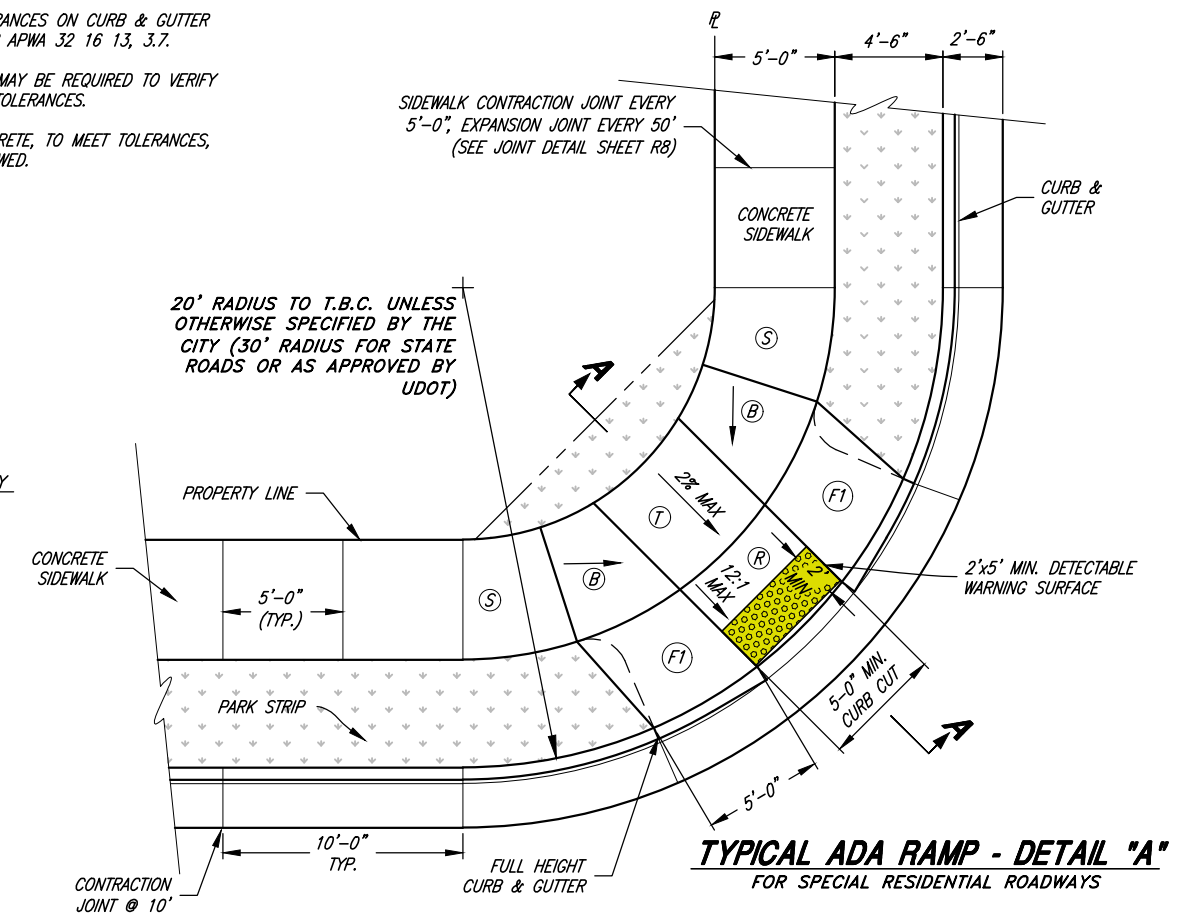 RANCES ON CURB & GUTTER
APWA 32 16 13, 3.7.
MAY BE REQUIRED TO VERIFY
TOLERANCES.
RETE, TO MEET TOLERANCES,
WED.
PL
5'-0"
4'-6"
2'-6"
SIDEWALK CONTRACTION JOINT EVERY
5'-0", EXPANSION JOINT EVERY 50'
(SEE JOINT DETAIL SHEET R8)
CONCRETE
SIDEWALK
CURB &
GUTTER
20' RADIUS TO T.B.C. UNLESS
OTHERWISE SPECIFIED BY THE
CITY (30' RADIUS FOR STATE
ROADS OR AS APPROVED BY
UDOT)
S
A
B
Y
PROPERTY LINE
2% MAX
T
F1
CONCRETE
SIDEWALK
5'-0"
(TYP.)
S
B
R
12:1
MAX
2'
MIN.
2'x5' MIN. DETECTABLE
WARNING SURFACE
F1
5-0" MIN.
CURB CUT
PARK STRIP
A
5'-0"
10'-0"
TYP.
FULL HEIGHT
CURB & GUTTER
CONTRACTION
JOINT @ 10'
TYPICAL ADA RAMP - DETAIL "A"
FOR SPECIAL RESIDENTIAL ROADWAYS